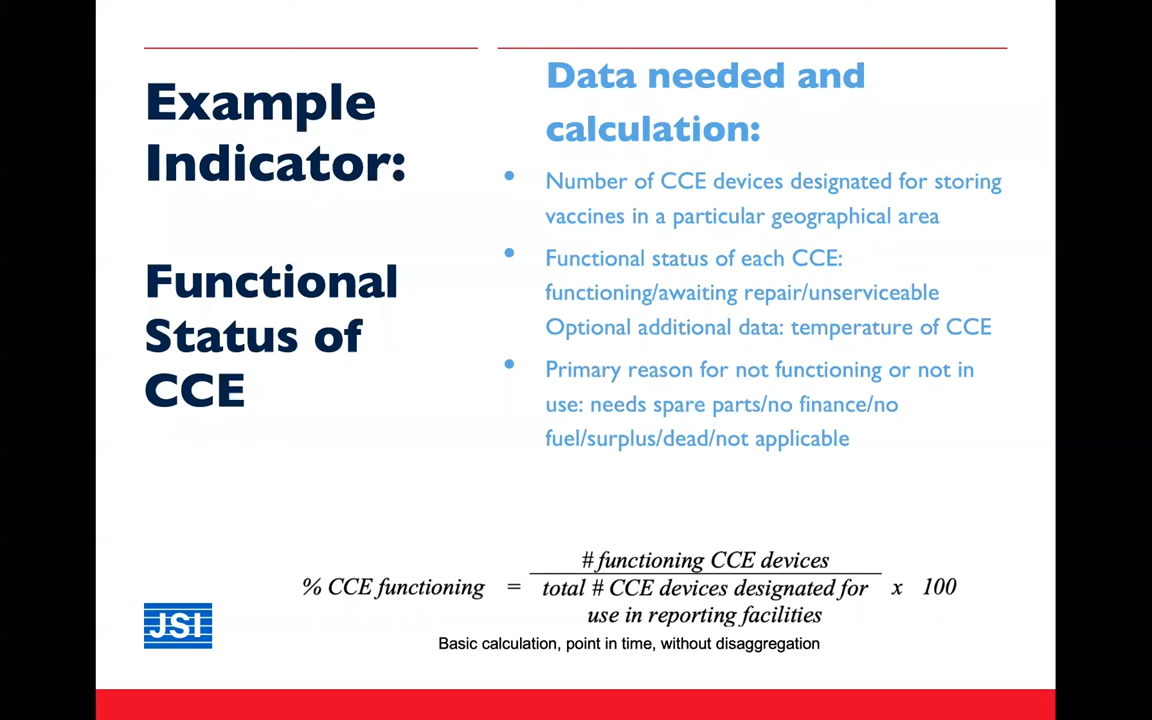 Example
Indicator:
Functional
Status of
CCE
Data needed and
calculation:
• Number of CCE devices designated for storing
vaccines in a particular geographical area
• Functional status of each CCE:
functioning/awaiting repair/unserviceable
Optional additional data: temperature of CCE
• Primary reason for not functioning or not in
use: needs spare parts/no finance/no
fuel/surplus/dead/not applicable
# functioning CCE devices
% CCE functioning = total # CCE devices designated for x 100
use in reporting facilities
Basic calculation, point in time, without disaggregation
JSI